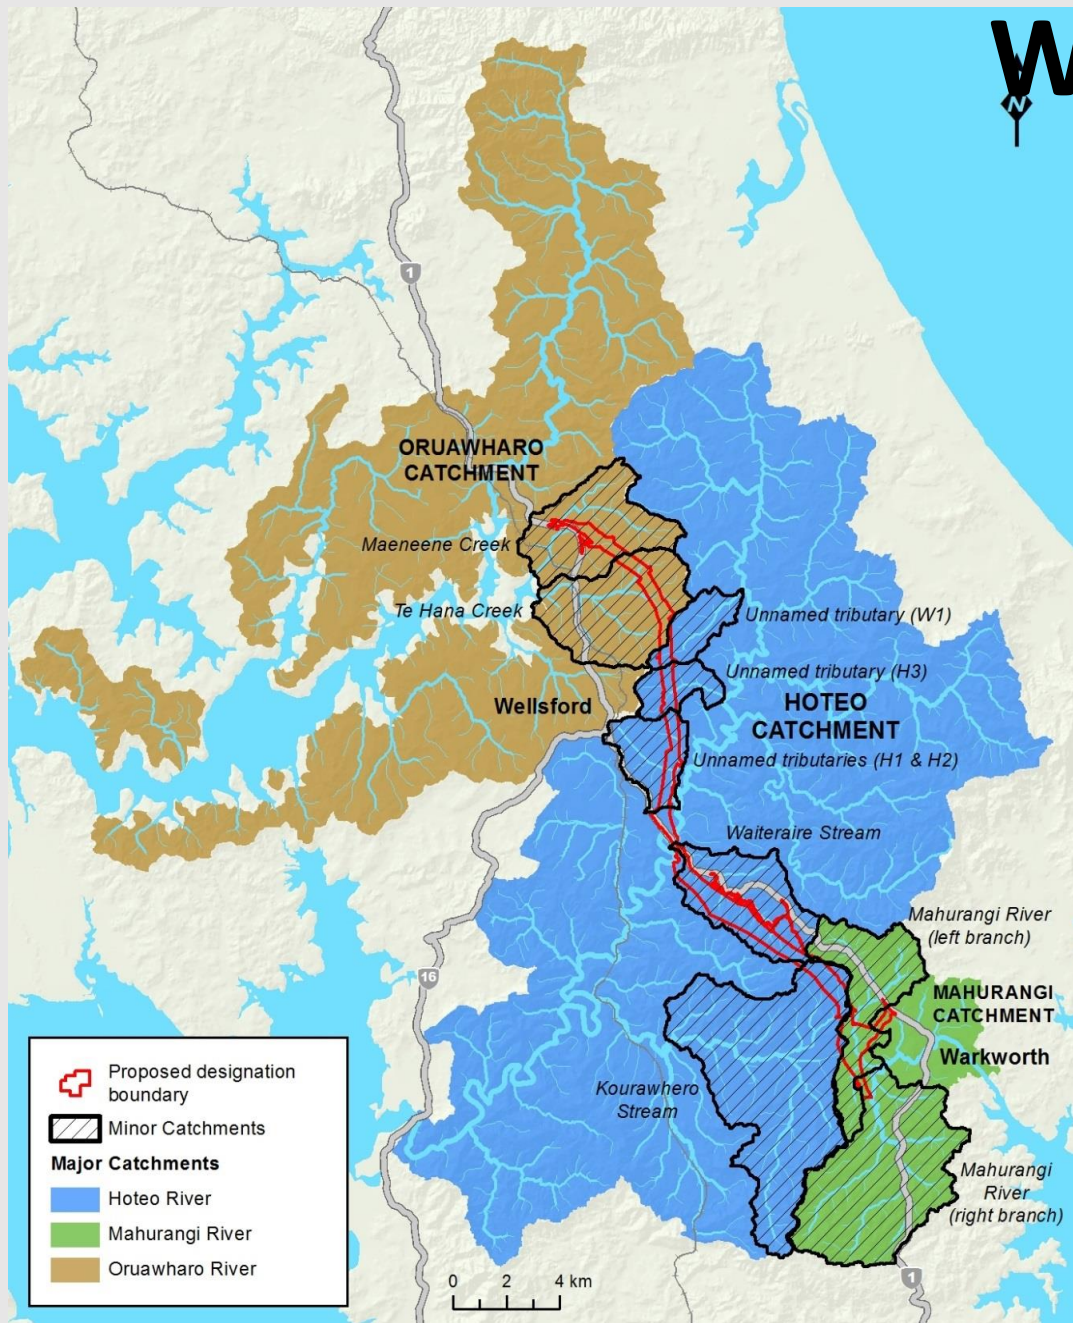 W
N
1
ORUAWHARO
CATCHMENT
Maeneene Creek
Te Hana Creek
Unnamed tributary (W1)
Unnamed tributary (H3)
Wellsford
HOTEO
CATCHMENT
Unnamed tributaries (H1 & H2)
Waiteraire Stream
Mahurangi River
(left branch)
16
MAHURANGI
CATCHMENT
Warkworth
Kourawhero
Stream
Mahurangi
River
(right branch)
1
Proposed designation
boundary
Minor Catchments
Major Catchments
Hoteo River
Mahurangi River
Oruawharo River
0 2 4 km